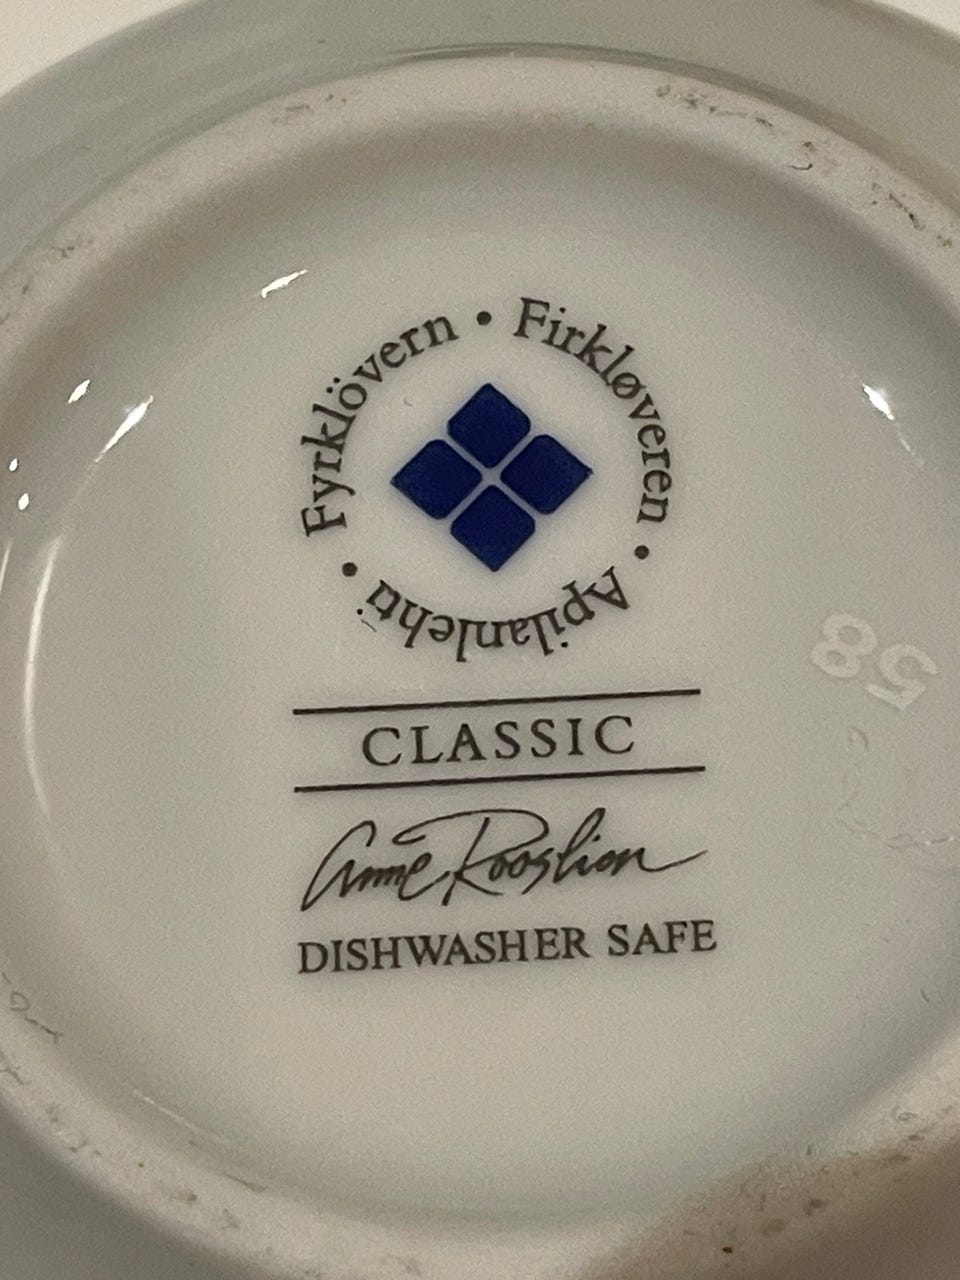 Fyrklövern • Firkløveren • Apilanlehti •
CLASSIC
Anne Rooslien
DISHWASHER SAFE
58